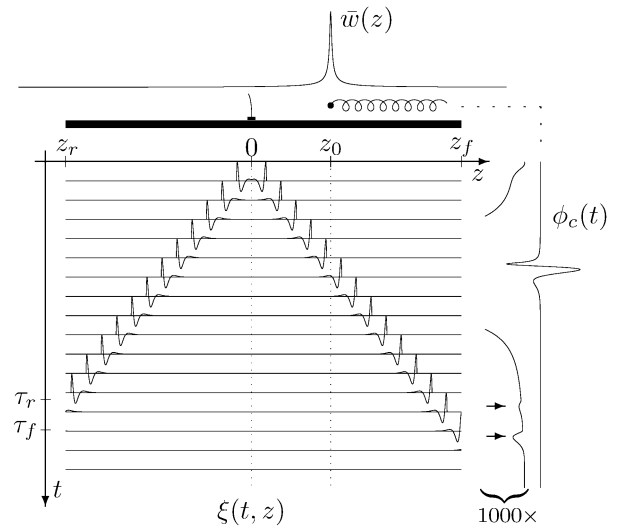 w̄(z)
z_r 0 z_0 z_f
z
ϕ_c(t)
τ_r
τ_f
t
ξ(t, z)
1000×